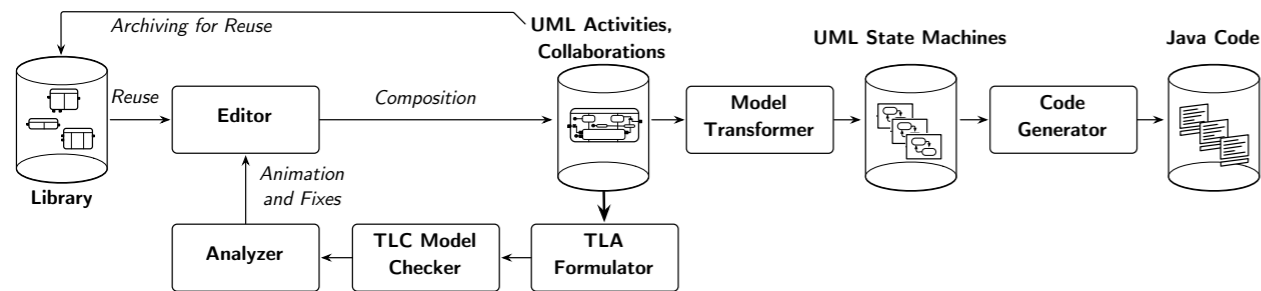 Archiving for Reuse
UML Activities,
Collaborations
UML State Machines
Java Code
Reuse
Editor
Composition
Model
Transformer
Code
Generator
Library
Animation
and Fixes
Analyzer
TLC Model
Checker
TLA
Formulator